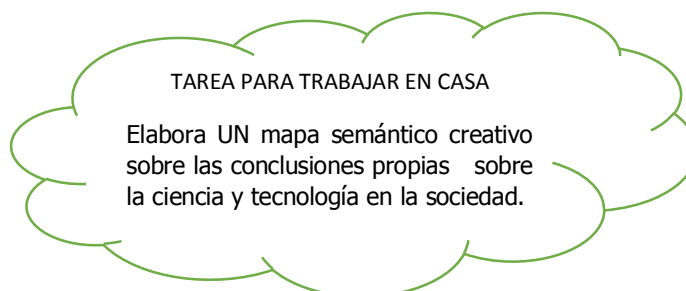 TAREA PARA TRABAJAR EN CASA
Elabora UN mapa semántico creativo
sobre las conclusiones propias sobre
la ciencia y tecnología en la sociedad.